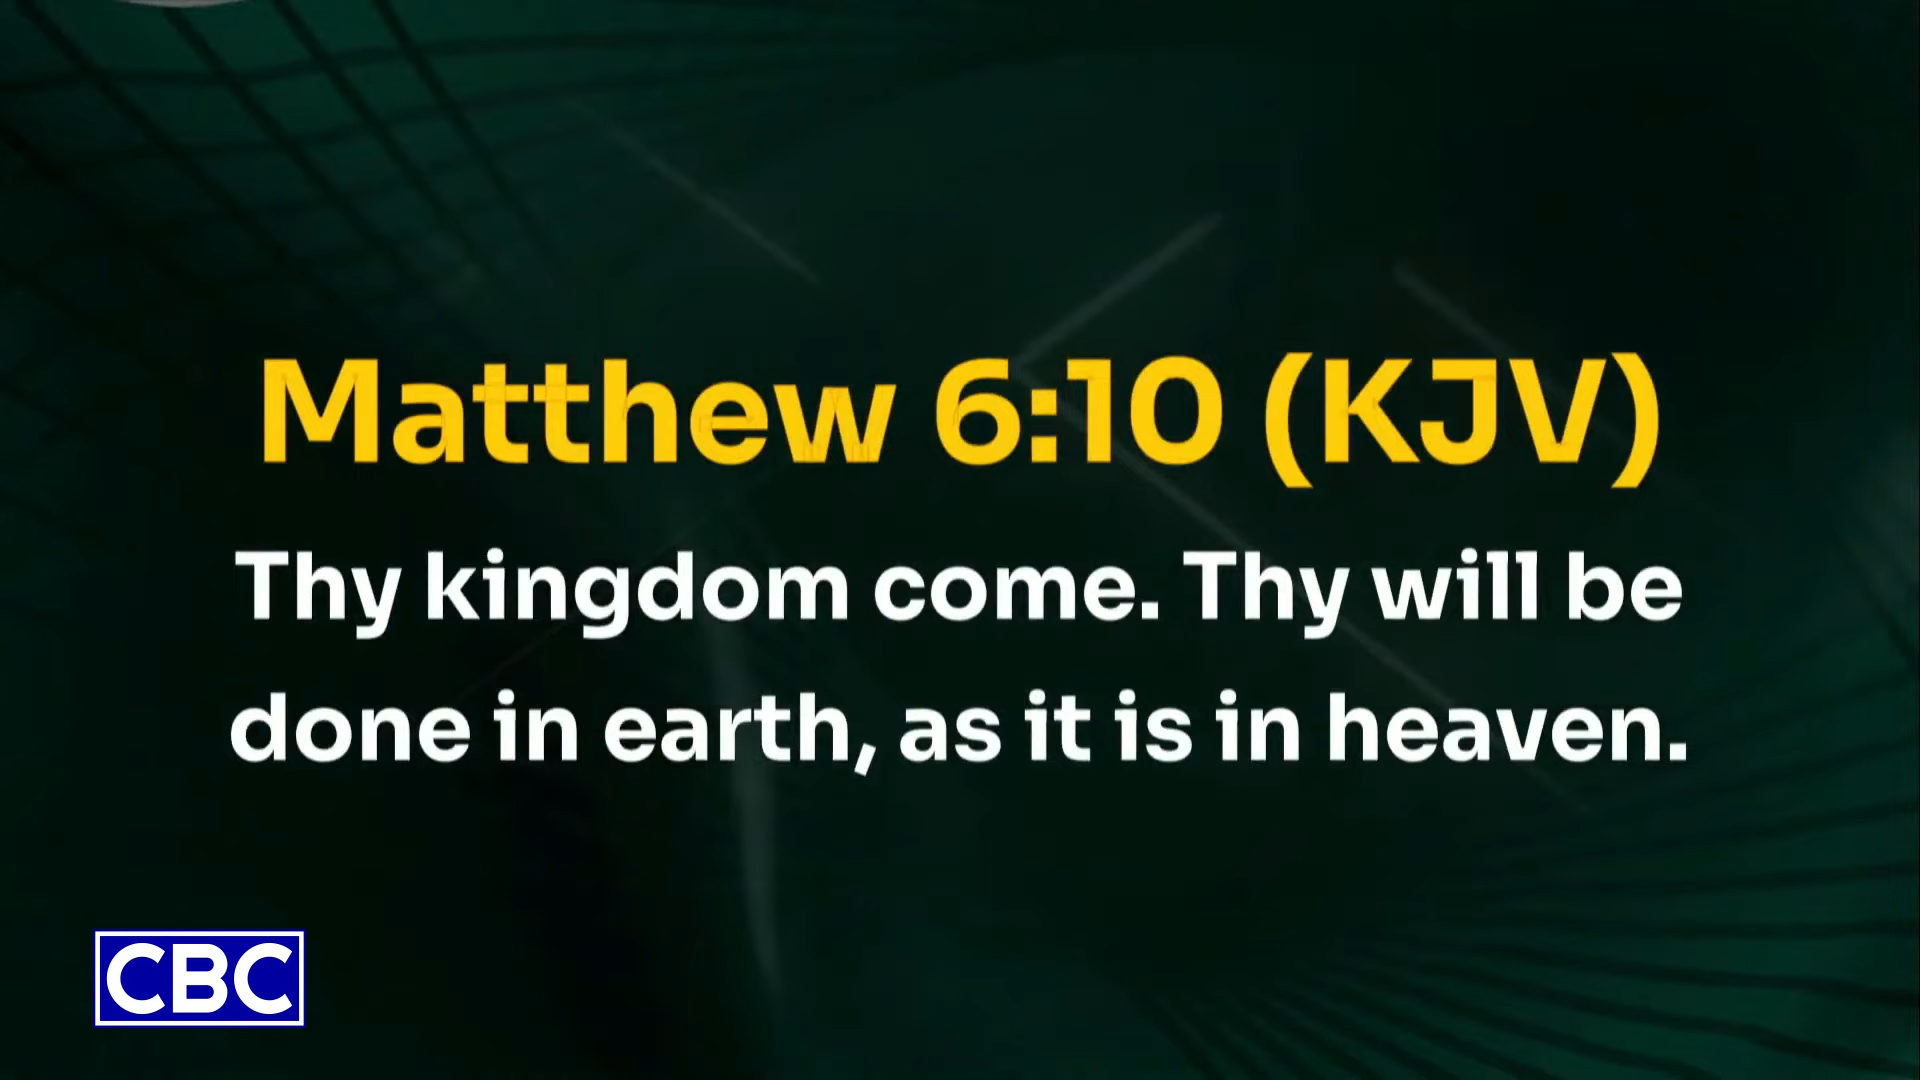 Matthew 6:10 (KJV)
Thy kingdom come. Thy will be
done in earth, as it is in heaven.
CBC